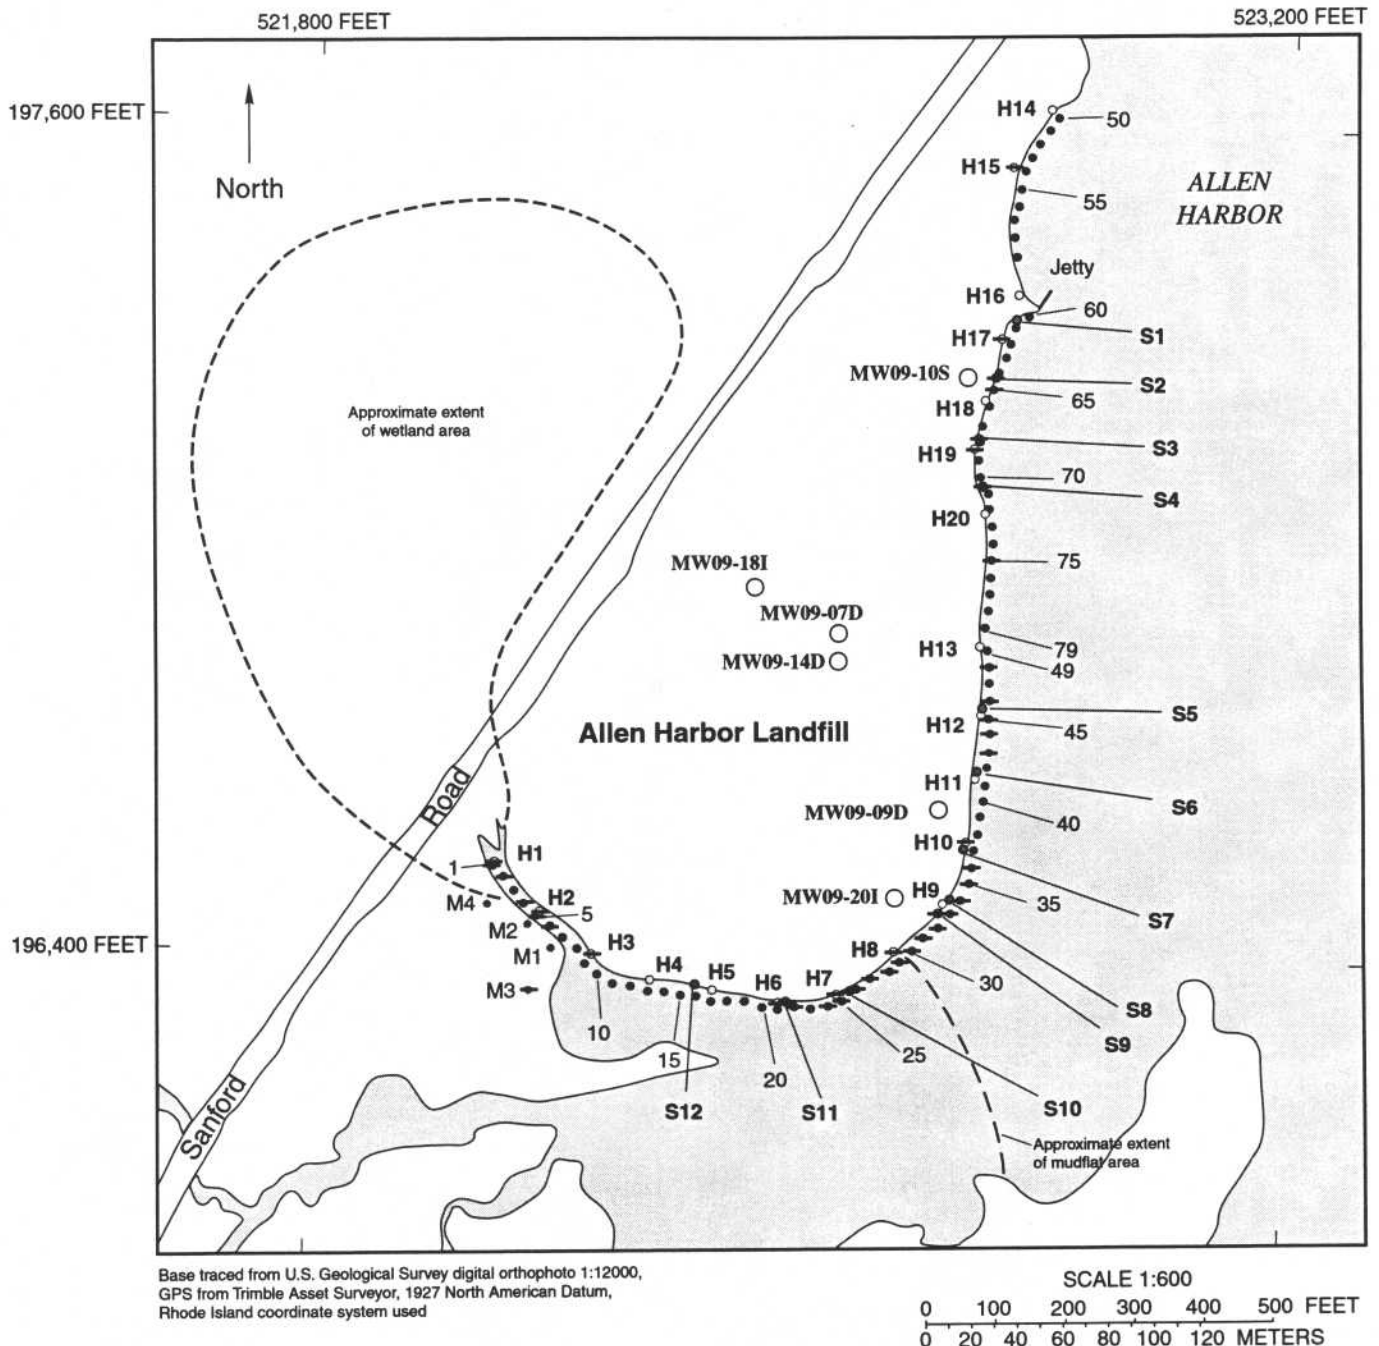 521,800 FEET
523,200 FEET
197,600 FEET
H14
50
North
H15
ALLEN
HARBOR
55
Jetty
H16
60
S1
H17
MW09-10S
S2
65
H18
Approximate extent
of wetland area
S3
H19
70
S4
H20
MW09-18I
75
MW09-07D
79
H13
MW09-14D
49
S5
Allen Harbor Landfill
H12
45
H11
Road
S6
MW09-09D
40
H10
H1
1
H9
MW09-20I
H2
M4
5
35
S7
M2
196,400 FEET
H3
M1
H8
H4
H5
H6
H7
M3
30
S8
10
S9
15
25
20
Sanford
S12
S11
S10
Approximate extent
of mudflat area
Base traced from U.S. Geological Survey digital orthophoto 1:12000,
GPS from Trimble Asset Surveyor, 1927 North American Datum,
Rhode Island coordinate system used
SCALE 1:600
0 100 200 300 400 500 FEET
0 20 40 60 80 100 120 METERS